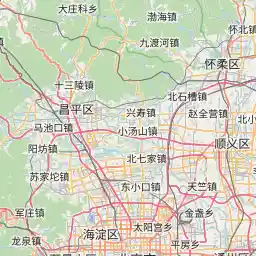 大庄科乡
渤海镇
怀北镇
九渡河镇
怀柔区
十三陵镇
北石槽镇
昌平区
兴寿镇
赵全营镇
北小
马池口镇
小汤山镇
顺义区
阳坊镇
北七家镇
苏家坨镇
东小口镇
天竺镇
军庄镇
金盏乡
太阳宫乡
海淀区
龙泉镇
平房乡